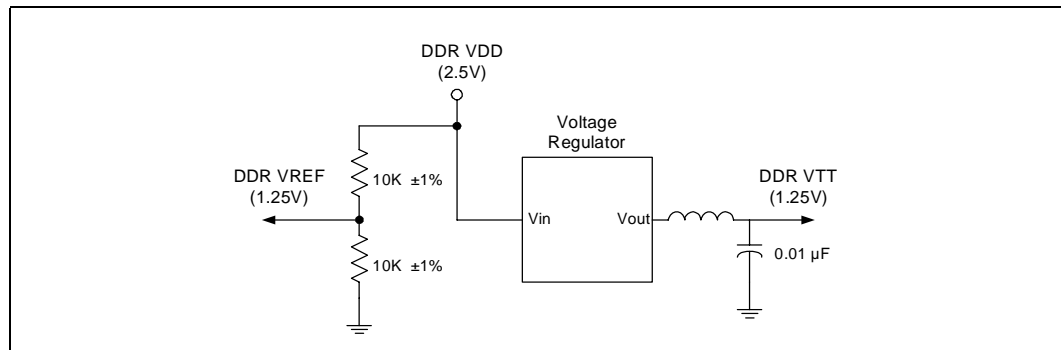 DDR VDD
(2.5V)
Voltage
Regulator
DDR VREF
(1.25V)
10K ±1%
Vin
Vout
DDR VTT
(1.25V)
10K ±1%
0.01 µF